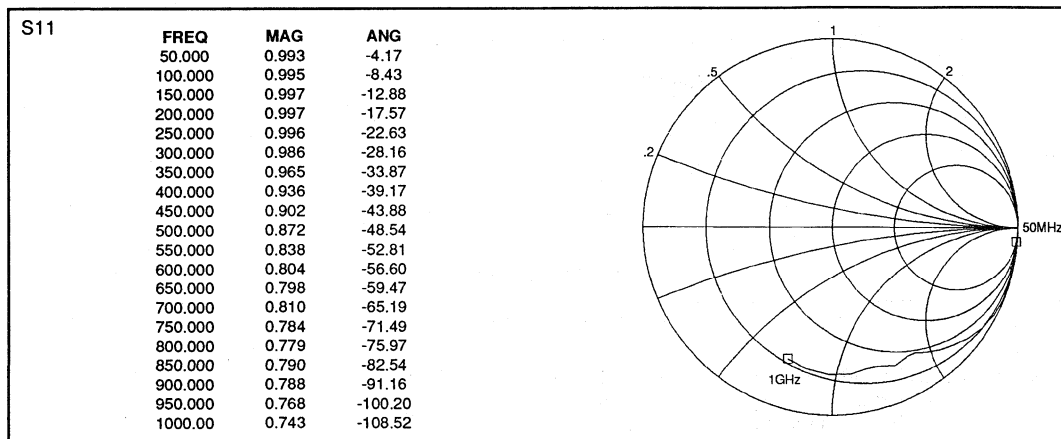 S11
FREQ MAG ANG
50.000 0.993 -4.17
100.000 0.995 -8.43
150.000 0.997 -12.88
200.000 0.997 -17.57
250.000 0.996 -22.63
300.000 0.986 -28.16
350.000 0.965 -33.87
400.000 0.936 -39.17
450.000 0.902 -43.88
500.000 0.872 -48.54
550.000 0.838 -52.81
600.000 0.804 -56.60
650.000 0.798 -59.47
700.000 0.810 -65.19
750.000 0.784 -71.49
800.000 0.779 -75.97
850.000 0.790 -82.54
900.000 0.788 -91.16
950.000 0.768 -100.20
1000.00 0.743 -108.52
1
.5
2
.2
50MHz
1GHz